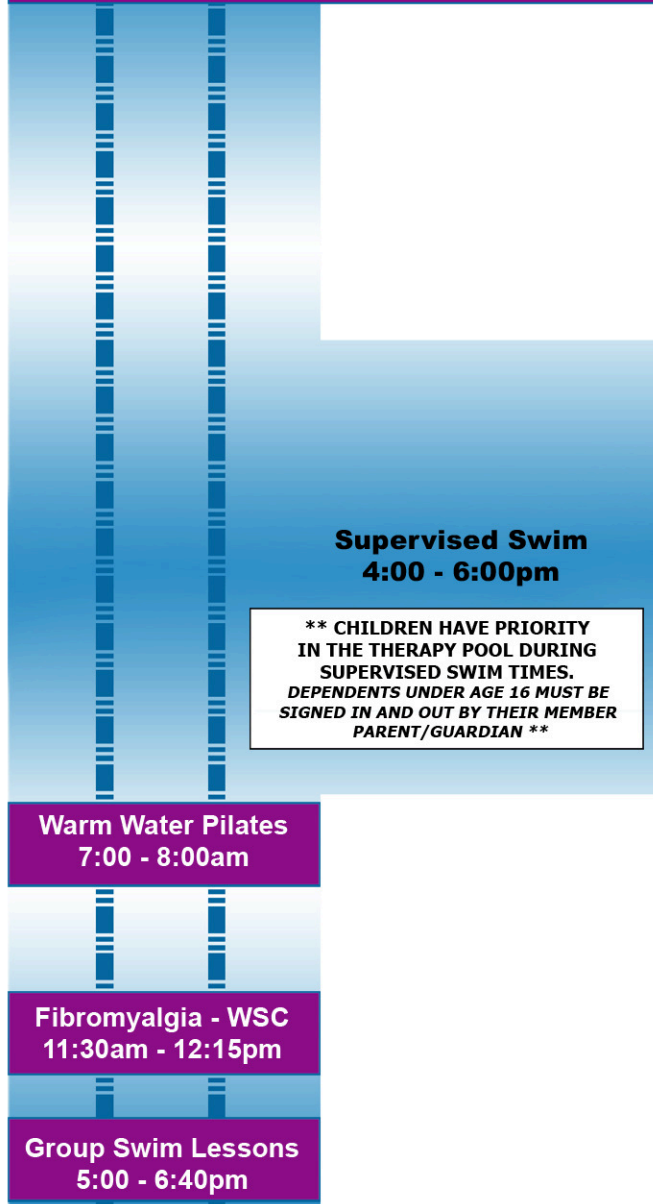 Supervised Swim
4:00 - 6:00pm
** CHILDREN HAVE PRIORITY
IN THE THERAPY POOL DURING
SUPERVISED SWIM TIMES.
DEPENDENTS UNDER AGE 16 MUST BE
SIGNED IN AND OUT BY THEIR MEMBER
PARENT/GUARDIAN **
Warm Water Pilates
7:00 - 8:00am
Fibromyalgia - WSC
11:30am - 12:15pm
Group Swim Lessons
5:00 - 6:40pm